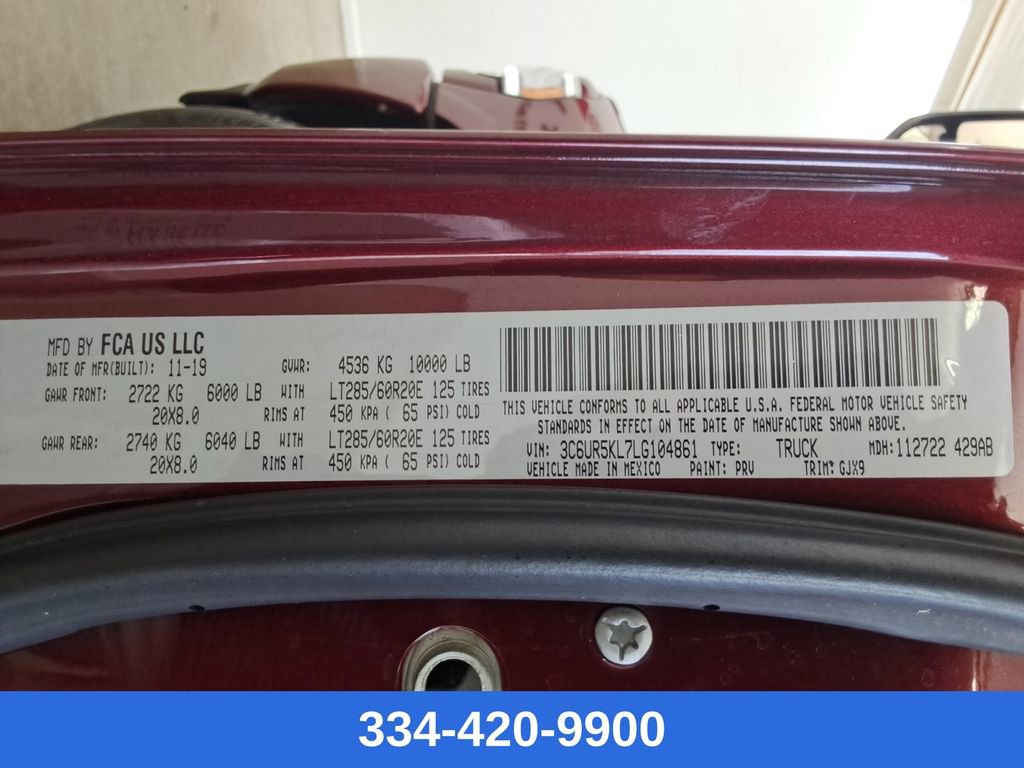 MFD BY FCA US LLC
DATE OF MFR(BUILT): 11-19 GVWR: 4536 KG 10000 LB
GAWR FRONT: 2722 KG 6000 LB WITH LT285/60R20E 125 TIRES
20X8.0 RIMS AT 450 KPA ( 65 PSI) COLD
GAWR REAR: 2740 KG 6040 LB WITH LT285/60R20E 125 TIRES
20X8.0 RIMS AT 450 KPA ( 65 PSI) COLD
THIS VEHICLE CONFORMS TO ALL APPLICABLE U.S.A. FEDERAL MOTOR VEHICLE SAFETY
STANDARDS IN EFFECT ON THE DATE OF MANUFACTURE SHOWN ABOVE.
VIN: 3C6UR5KL7LG104861 TYPE: TRUCK MDH: 112722 429AB
VEHICLE MADE IN MEXICO PAINT: PRV TRIM: GJX9
334-420-9900